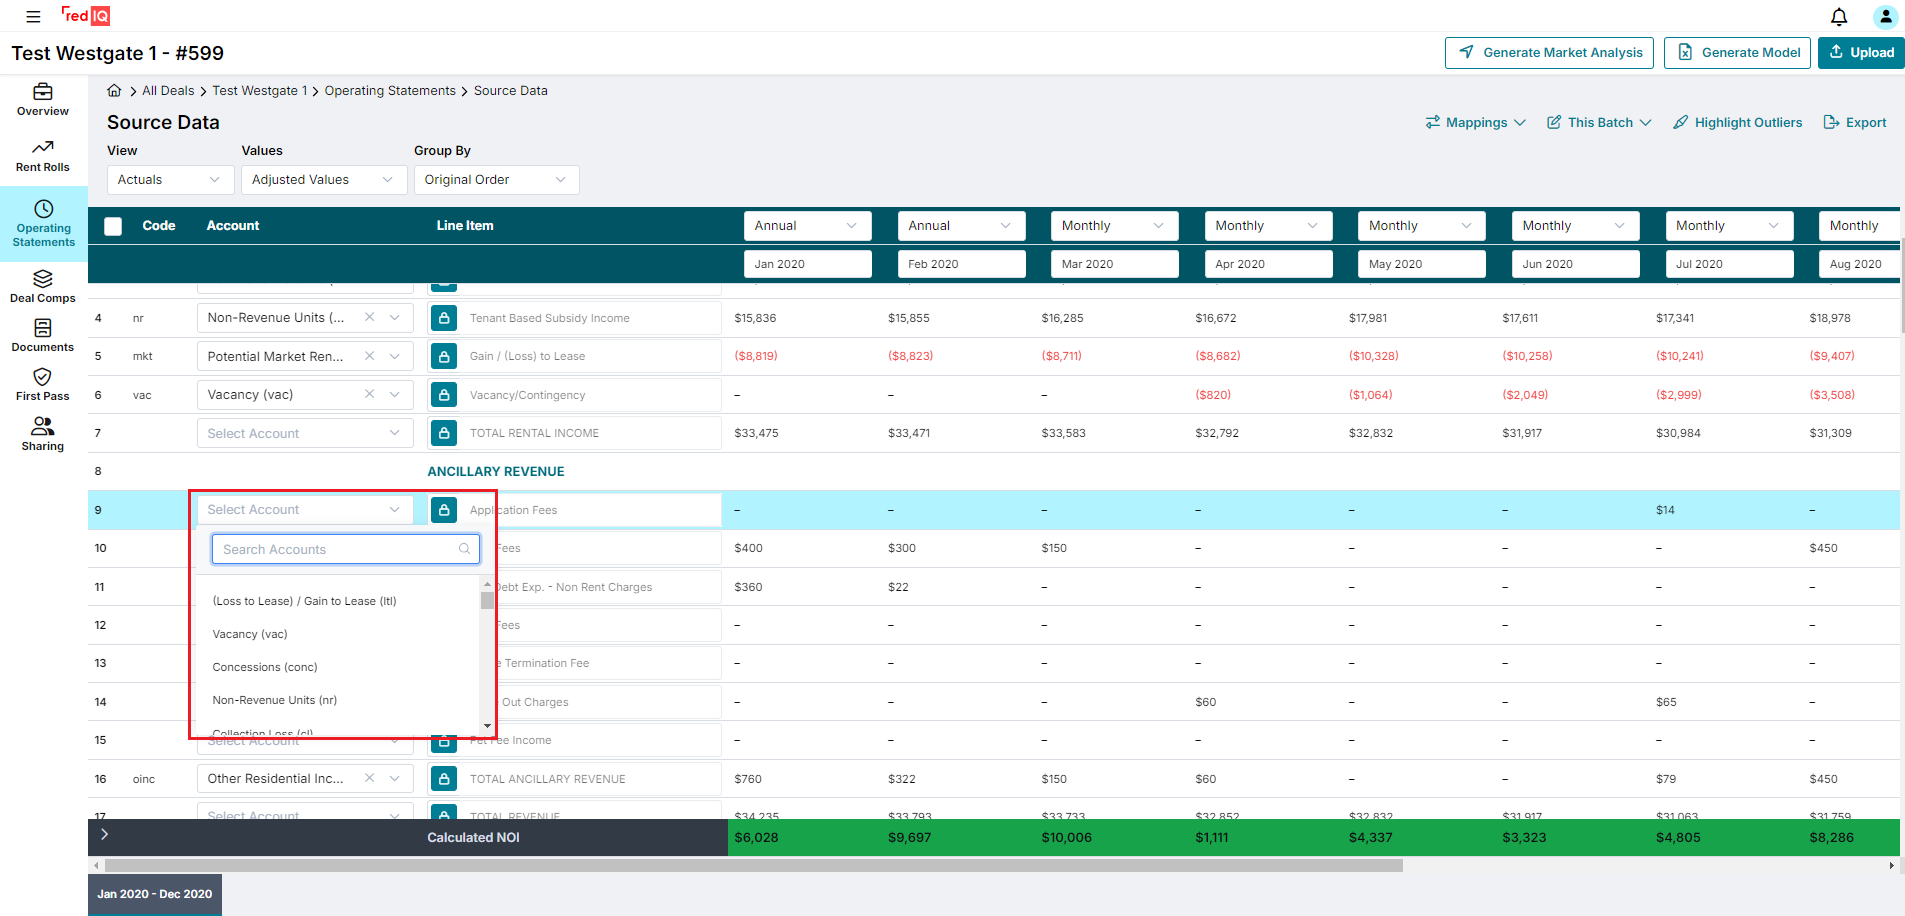 redIQ
Test Westgate 1 - #599
Generate Market Analysis
Generate Model
Upload
Overview
Rent Rolls
Operating
Statements
Deal Comps
Documents
First Pass
Sharing
All Deals
Test Westgate 1
Operating Statements
Source Data
Source Data
Mappings
This Batch
Highlight Outliers
Export
View
Values
Group By
Actuals
Adjusted Values
Original Order
Code Account Line Item Annual Annual Monthly Monthly Monthly Monthly Monthly Monthly
Jan 2020 Feb 2020 Mar 2020 Apr 2020 May 2020 Jun 2020 Jul 2020 Aug 2020
4 nr Non-Revenue Units (... Tenant Based Subsidy Income $15,836 $15,855 $16,285 $16,672 $17,981 $17,611 $17,341 $18,978
5 mkt Potential Market Ren... Gain / (Loss) to Lease ($8,819) ($8,823) ($8,711) ($8,682) ($10,328) ($10,258) ($10,241) ($9,407)
6 vac Vacancy (vac) Vacancy/Contingency – – – ($820) ($1,064) ($2,049) ($2,999) ($3,508)
7 Select Account TOTAL RENTAL INCOME $33,475 $33,471 $33,583 $32,792 $32,832 $31,917 $30,984 $31,309
8 ANCILLARY REVENUE
9 Select Account Application Fees – – – – – – $14 –
Search Accounts
10 Fees $400 $300 $150 – – – – $450
11 Debt Exp. - Non Rent Charges $360 $22 – – – – – –
(Loss to Lease) / Gain to Lease (ltl)
12 Fees – – – – – – – –
Vacancy (vac)
13 Termination Fee – – – – – – – –
Concessions (conc)
14 Out Charges – – – $60 – – $65 –
Non-Revenue Units (nr)
Collection Loss (cl)
15 Select Account Pet Fee Income – – – – – – – –
16 oinc Other Residential Inc... TOTAL ANCILLARY REVENUE $760 $322 $150 $60 – – $79 $450
17 Select Account TOTAL REVENUE $34,235 $33,793 $33,733 $32,852 $32,832 $31,917 $31,063 $31,759
Calculated NOI $6,028 $9,697 $10,006 $1,111 $4,337 $3,323 $4,805 $8,286
Jan 2020 - Dec 2020